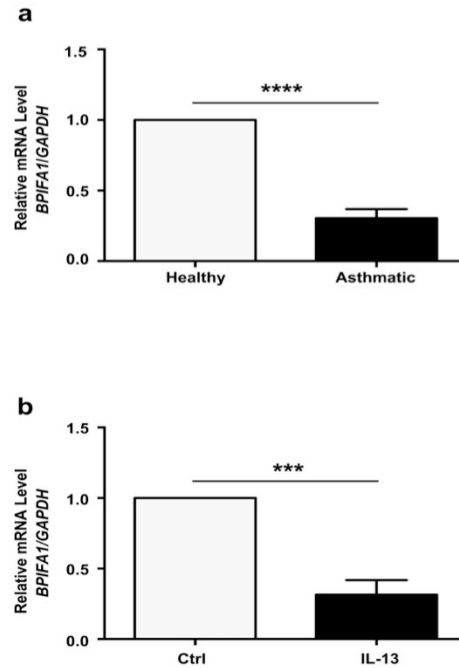 a
Relative mRNA Level
BPIFA1/GAPDH
1.5
1.0
0.5
0.0
****
Healthy
Asthmatic
b
Relative mRNA Level
BPIFA1/GAPDH
1.5
1.0
0.5
0.0
***
Ctrl
IL-13